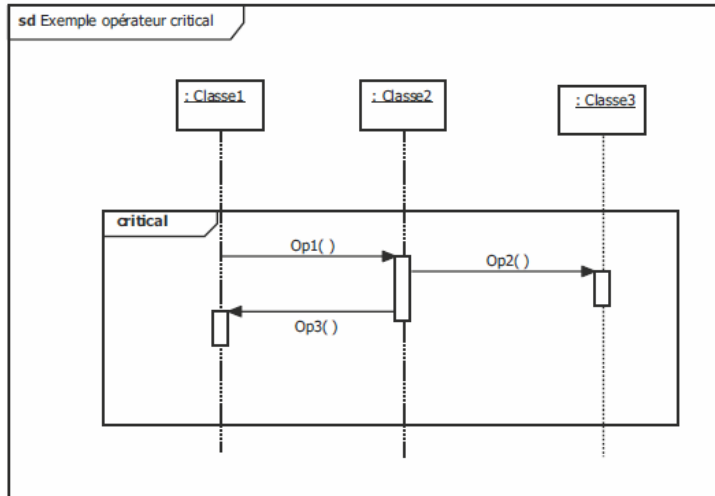 sd Exemple opérateur critical
: Classe1
: Classe2
: Classe3
critical
Op1( )
Op2( )
Op3( )